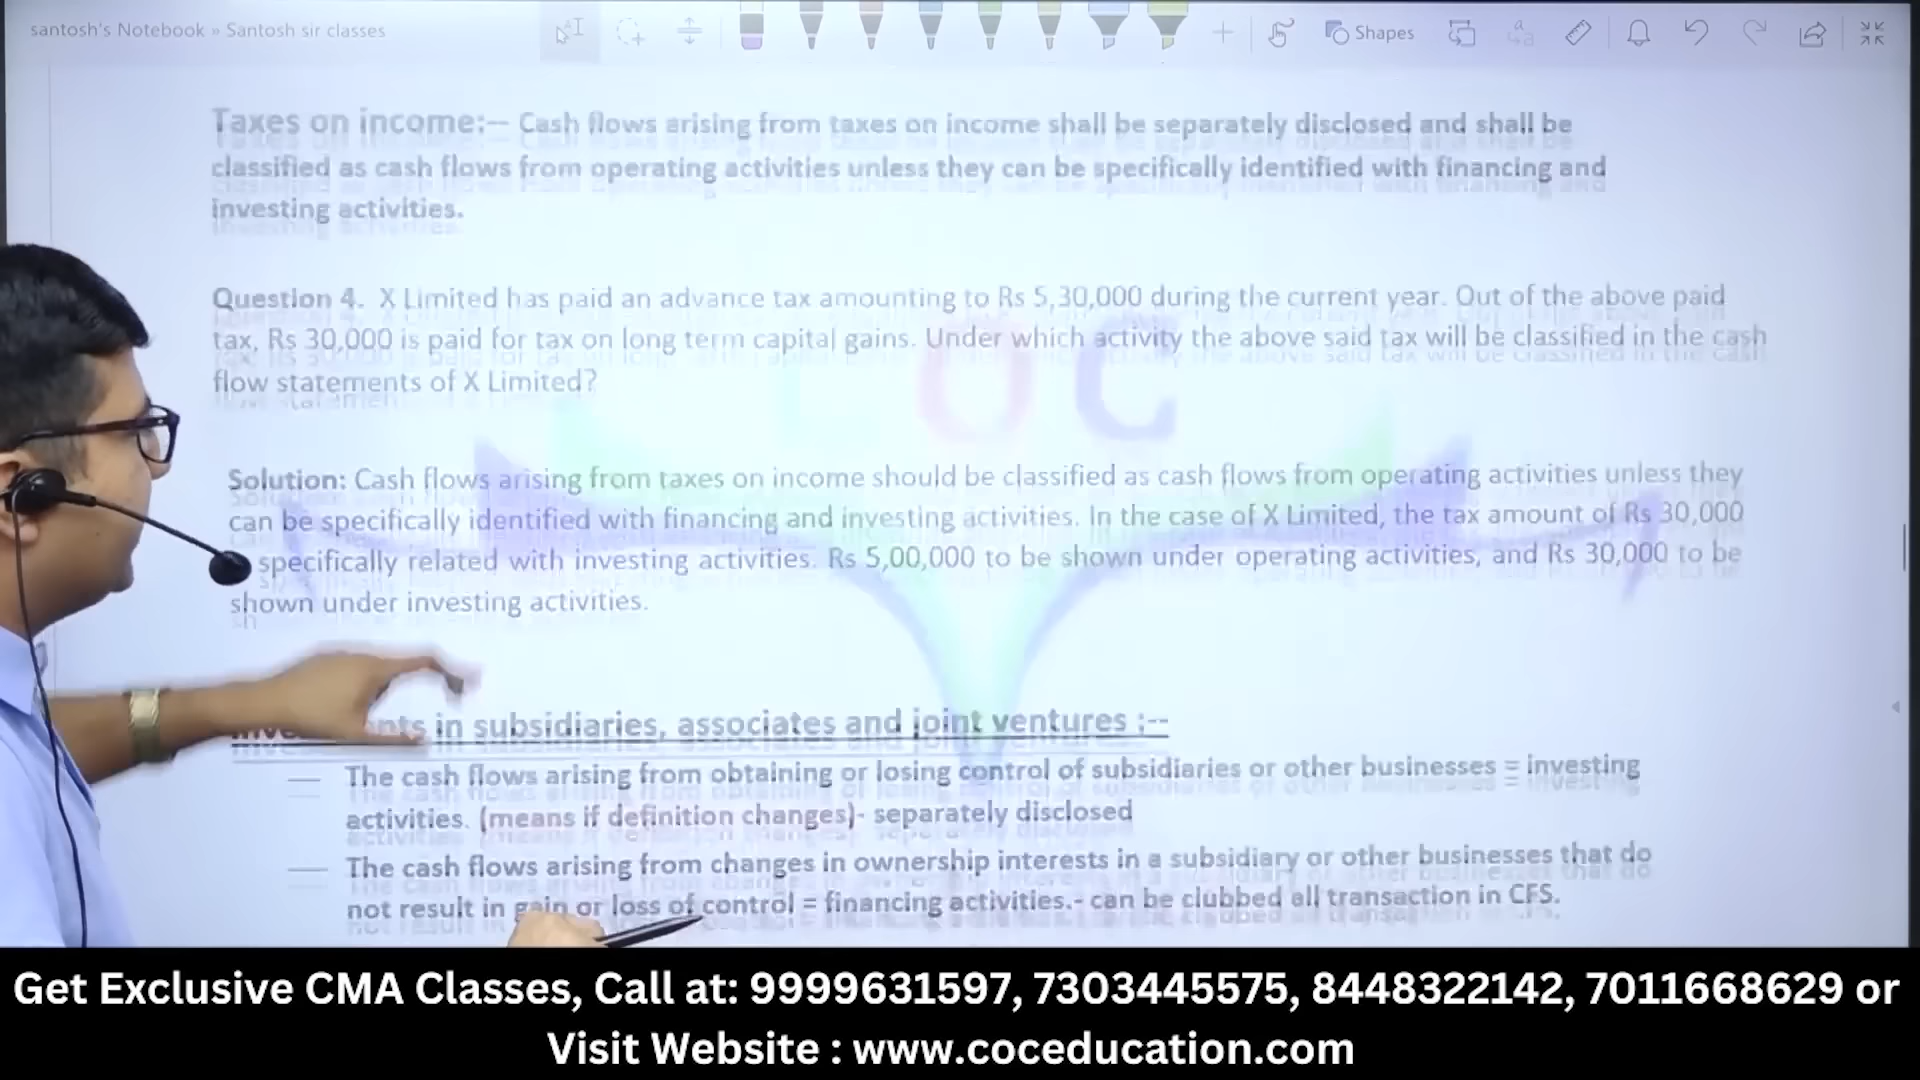 santosh's Notebook » Santosh sir classes
Shapes
Taxes on income:-- Cash flows arising from taxes on income shall be separately disclosed and shall be
classified as cash flows from operating activities unless they can be specifically identified with financing and
investing activities.
Question 4. X Limited has paid an advance tax amounting to Rs 5,30,000 during the current year. Out of the above paid
tax, Rs 30,000 is paid for tax on long term capital gains. Under which activity the above said tax will be classified in the cash
flow statements of X Limited?
O C
Solution: Cash flows arising from taxes on income should be classified as cash flows from operating activities unless they
can be specifically identified with financing and investing activities. In the case of X Limited, the tax amount of Rs 30,000
specifically related with investing activities. Rs 5,00,000 to be shown under operating activities, and Rs 30,000 to be
shown under investing activities.
in subsidiaries, associates and joint ventures :--
The cash flows arising from obtaining or losing control of subsidiaries or other businesses = investing
activities. (means if definition changes)- separately disclosed
The cash flows arising from changes in ownership interests in a subsidiary or other businesses that do
not result in gain or loss of control = financing activities.- can be clubbed all transaction in CFS.
Get Exclusive CMA Classes, Call at: 9999631597, 7303445575, 8448322142, 7011668629 or
Visit Website : www.coceducation.com